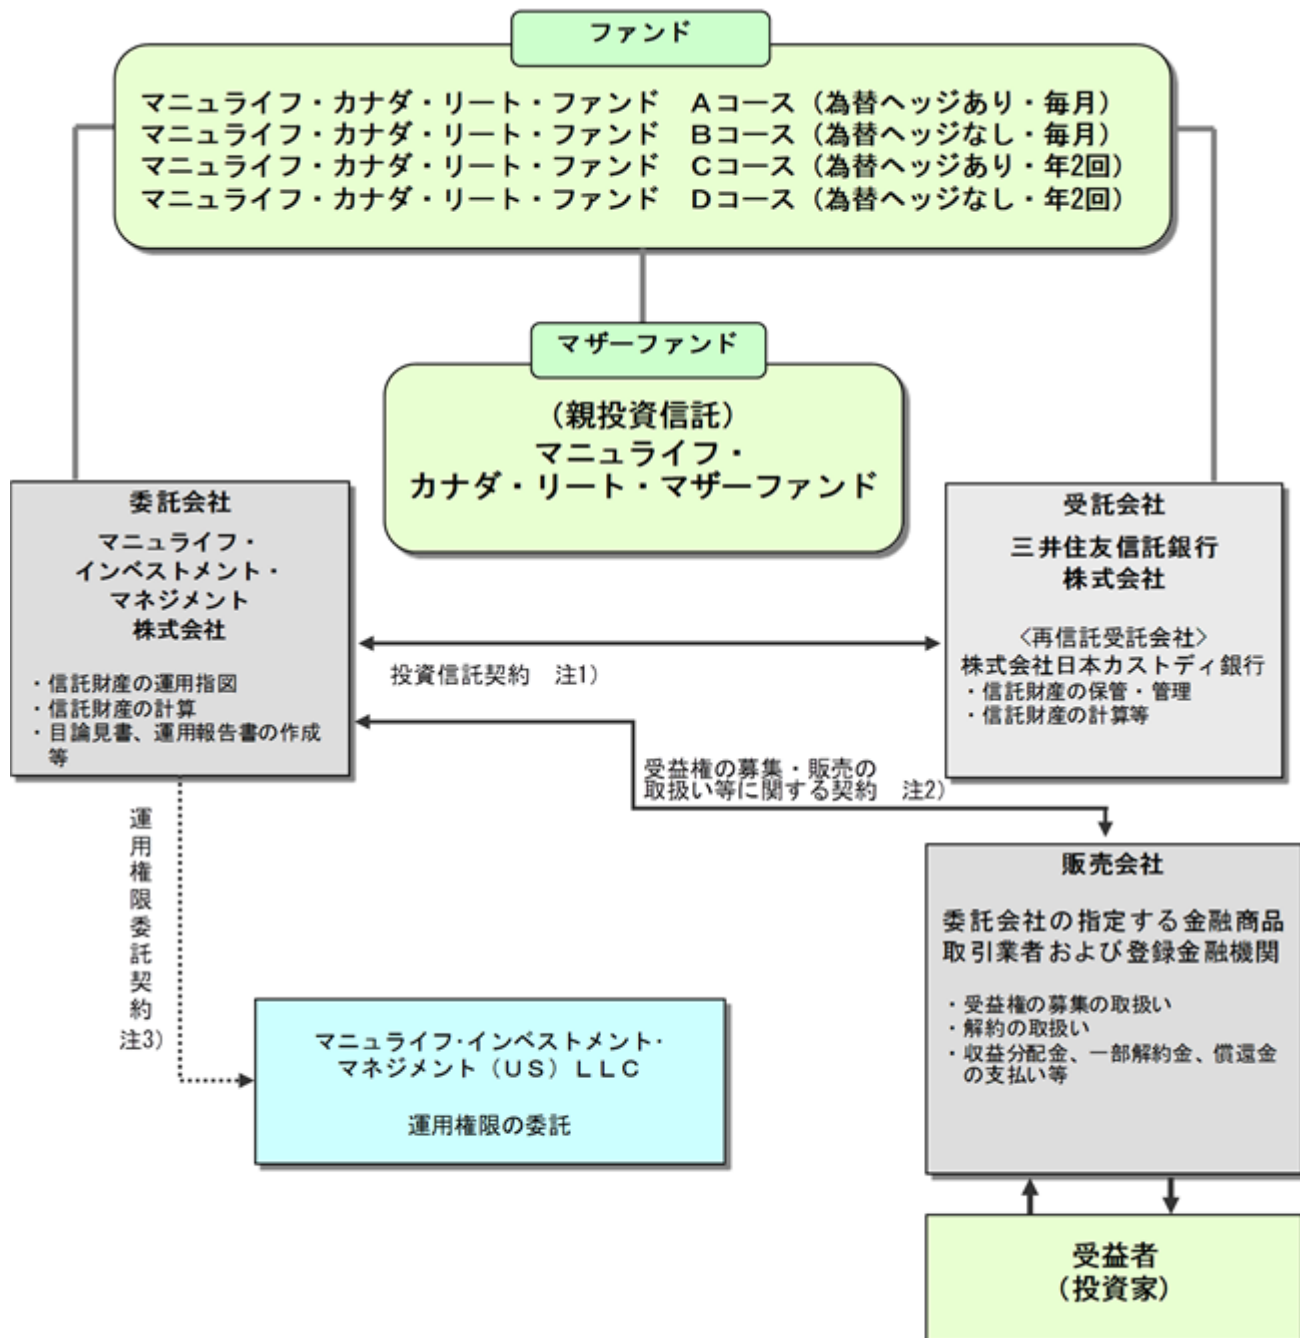 ファンド
マニュライフ・カナダ・リート・ファンド　Ａコース（為替ヘッジあり・毎月）
マニュライフ・カナダ・リート・ファンド　Ｂコース（為替ヘッジなし・毎月）
マニュライフ・カナダ・リート・ファンド　Ｃコース（為替ヘッジあり・年2回）
マニュライフ・カナダ・リート・ファンド　Ｄコース（為替ヘッジなし・年2回）
マザーファンド
（親投資信託）
マニュライフ・
カナダ・リート・マザーファンド
委託会社
マニュライフ・
インベストメント・
マネジメント
株式会社
・信託財産の運用指図
・信託財産の計算
・目論見書、運用報告書の作成
等
受託会社
三井住友信託銀行
株式会社
〈再信託受託会社〉
株式会社日本カストディ銀行
・信託財産の保管・管理
・信託財産の計算等
投資信託契約　注1）
受益権の募集・販売の
取扱い等に関する契約　注2）
運用権限委託契約
注3）
マニュライフ・インベストメント・
マネジメント（ＵＳ）ＬＬＣ
運用権限の委託
販売会社
委託会社の指定する金融商品
取引業者および登録金融機関
・受益権の募集の取扱い
・解約の取扱い
・収益分配金、一部解約金、償還金
の支払い等
受益者
（投資家）